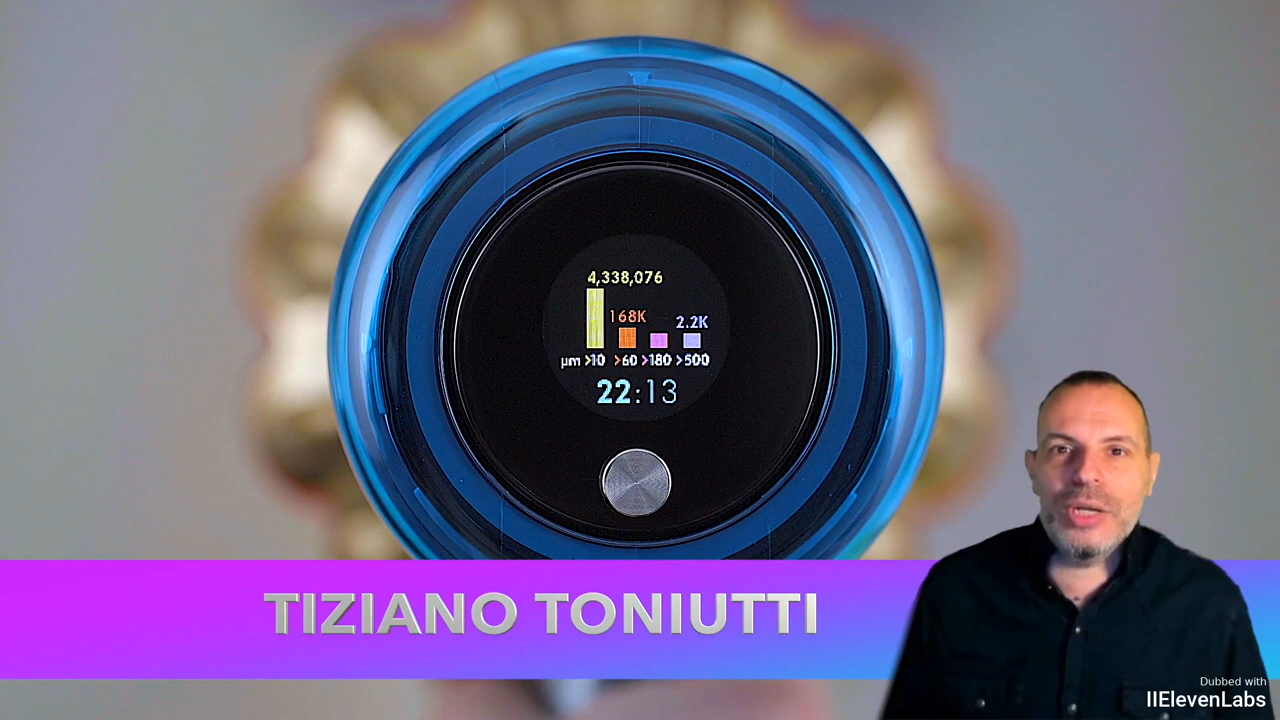 4,338,076
168K
2.2K
µm >10 >60 >180 >500
22:13
TIZIANO TONIUTTI
Dubbed with
IIElevenLabs